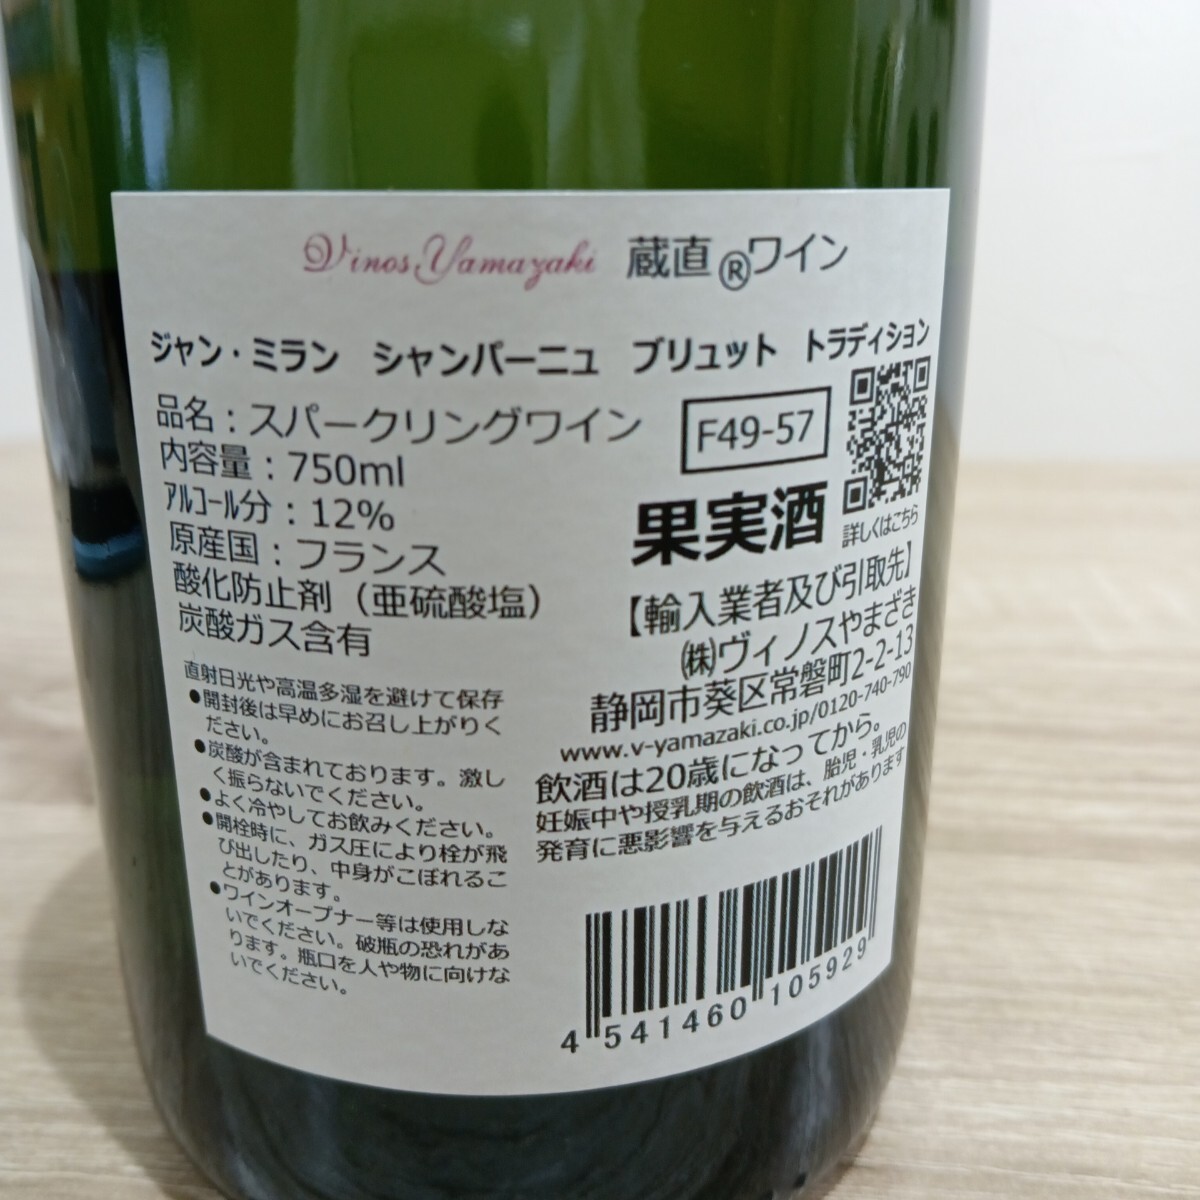 Vinos Yamazaki 蔵直®ワイン
ジャン・ミラン シャンパーニュ ブリュット トラディション
品名：スパークリングワイン
内容量：750ml
ｱﾙｺｰﾙ分：12%
原産国：フランス
酸化防止剤（亜硫酸塩）
炭酸ガス含有
直射日光や高温多湿を避けて保存
●開封後は早めにお召し上がりく
ださい。
●炭酸が含まれております。激し
く振らないでください。
●よく冷やしてお飲みください。
●開栓時に、ガス圧により栓が飛
び出したり、中身がこぼれるこ
とがあります。
●ワインオープナー等は使用しな
いでください。破瓶の恐れがあ
ります。瓶口を人や物に向けな
いでください。
F49-57
果実酒
詳しくはこちら
【輸入業者及び引取先】
㈱ヴィノスやまざき
静岡市葵区常磐町2-2-13
www.v-yamazaki.co.jp/0120-740-790
飲酒は20歳になってから。
妊娠中や授乳期の飲酒は、胎児・乳児の
発育に悪影響を与えるおそれがあります
4 541460 105929